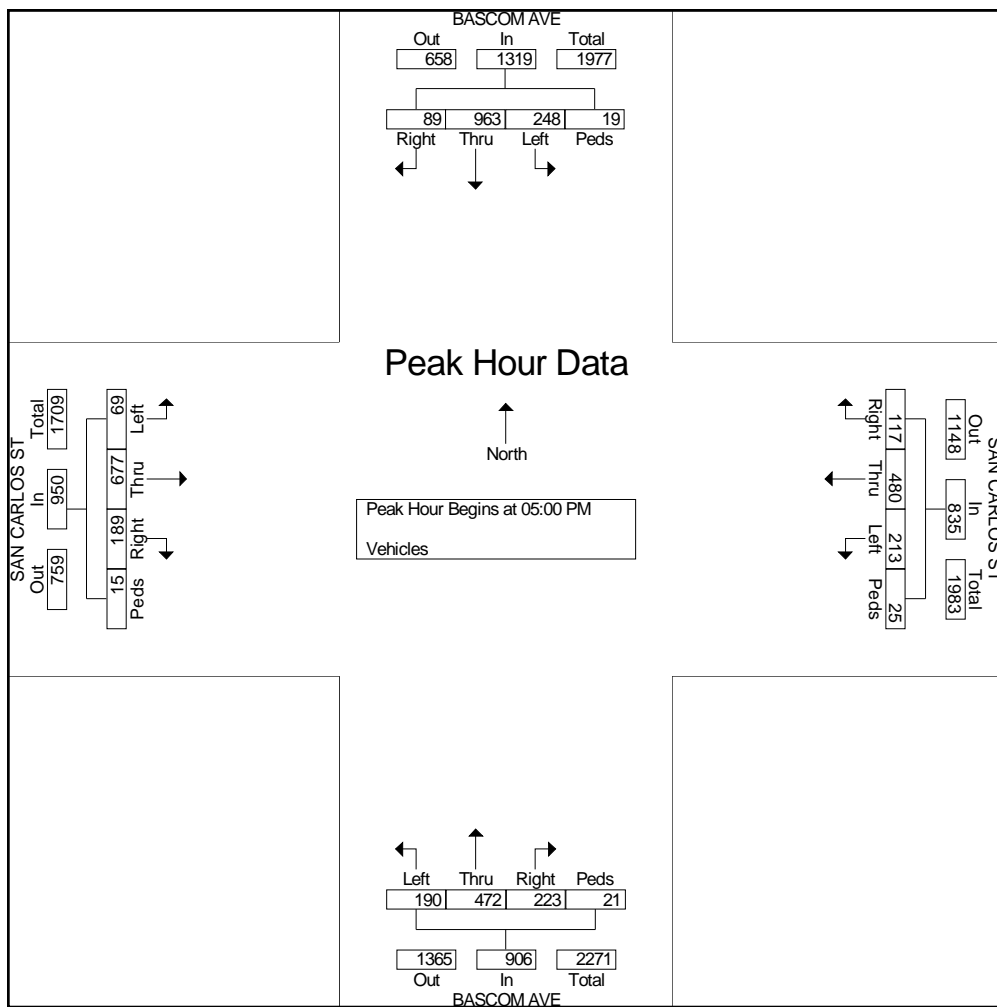 BASCOM AVE
Out In Total
658 1319 1977
89 963 248 19
Right Thru Left Peds
Peak Hour Data
North
Peak Hour Begins at 05:00 PM
Vehicles
SAN CARLOS ST
Total In Out
1709 950 759
69 677 189 15
Left Thru Right Peds
SAN CARLOS ST
Out In Total
1148 835 1983
117 480 213 25
Right Thru Left Peds
Left Thru Right Peds
190 472 223 21
1365 906 2271
Out In Total
BASCOM AVE